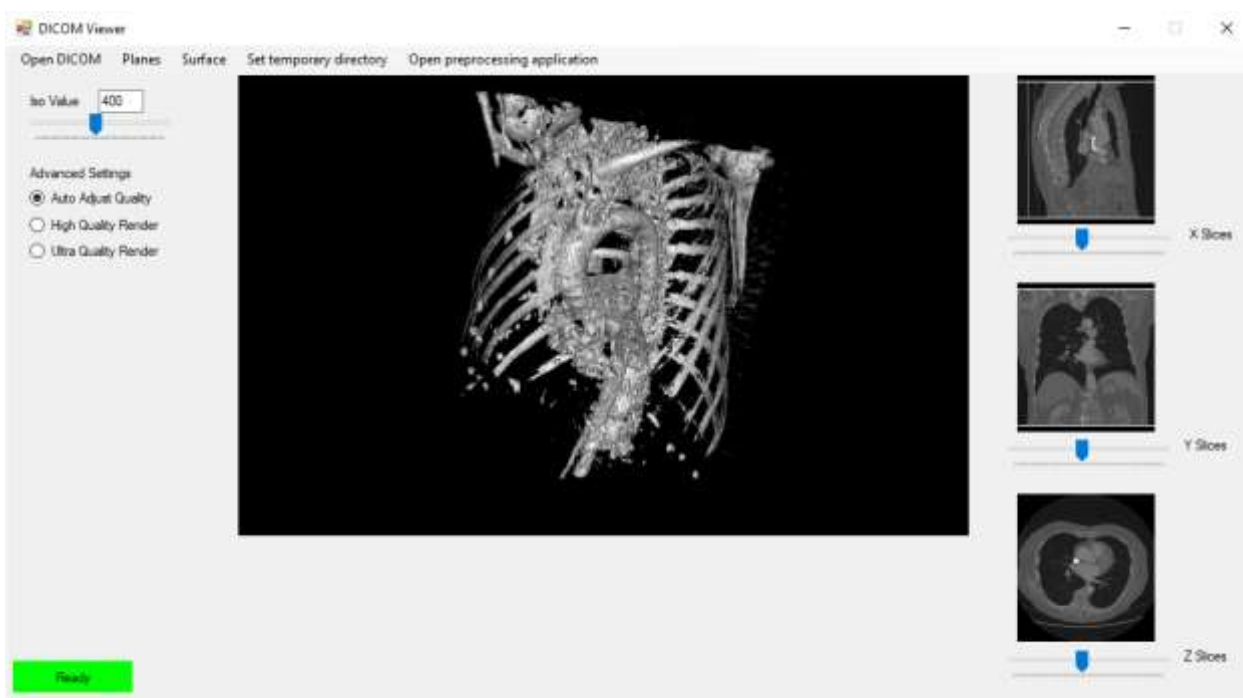 DICOM Viewer
Open DICOM Planes Surface Set temporary directory Open preprocessing application
Iso Value 400
Advanced Settings
Auto Adjust Quality
High Quality Render
Ultra Quality Render
X Slices
Y Slices
Z Slices
Ready